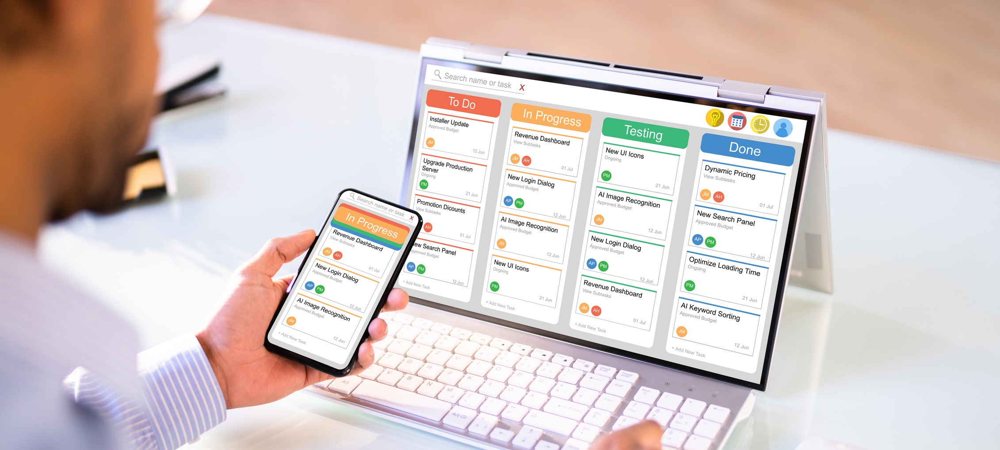 Search name or task X
To Do
Installer Update
Approved Budget
JM
12 Jun
Upgrade Production
Server
Ongoing
PM
21 Jun
Promotion Dicounts
View Subtasks
AH
01 Jul
ew Search Panel
pproved Budget
AP PM
12 Jun
+ Add New Task
In Progress
Revenue Dashboard
View Subtasks
JM AH
01 Jul
New Login Dialog
Approved Budget
AP PM
12 Jun
AI Image Recognition
Approved Budget
JM
12 Jun
New UI Icons
Ongoing
PM
21 Jun
+ Add New Task
Testing
New UI Icons
Ongoing
PM
21 Jun
AI Image Recognition
Approved Budget
JM
12 Jun
New Login Dialog
Approved Budget
AP PM
12 Jun
Revenue Dashboard
View Subtasks
JM AH
01 Jul
+ Add New Task
Done
Dynamic Pricing
View Subtasks
JM AH
01 Jul
New Search Panel
Approved Budget
AP PM
12 Jun
Optimize Loading Time
Ongoing
PM
21 Jun
AI Keyword Sorting
Approved Budget
JM
12 Jun
+ Add New Task
Search name or task X
In Progress
Revenue Dashboard
View Subtasks
JM AH
01 Jul
New Login Dialog
Approved Budget
AP PM
12 Jun
AI Image Recognition
Approved Budget
JM
12 Jun
+ Add New Task
R T Z U I O P Ü
F G H J K L Ö Ä
V B N M
Alt Alt Gr
7 8 9